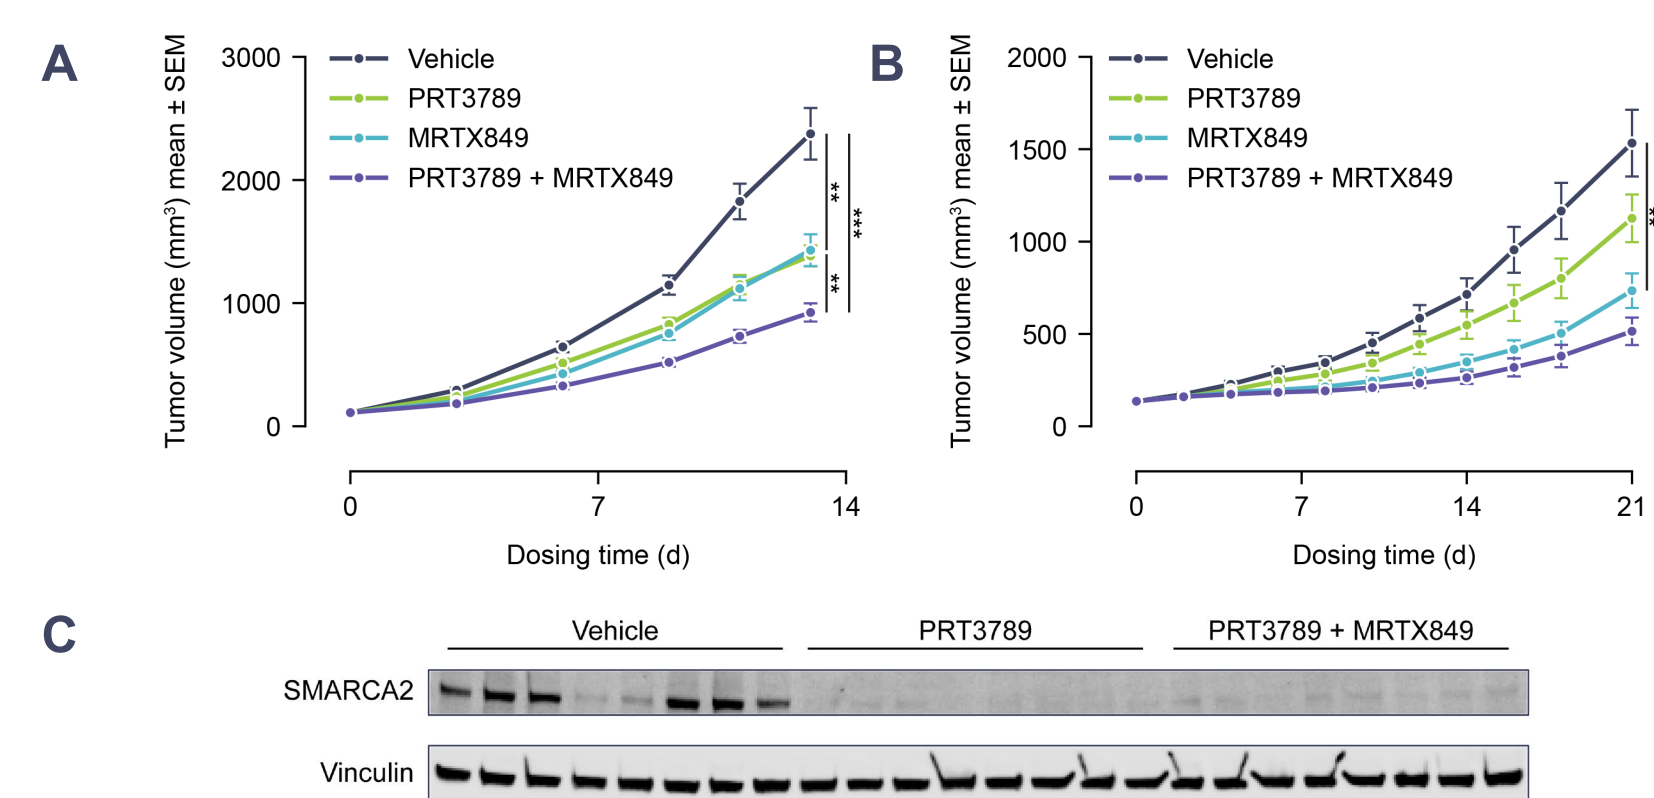 A
Tumor volume (mm³) mean ± SEM
3000
2000
1000
0
Vehicle
PRT3789
MRTX849
PRT3789 + MRTX849
**
***
**
0
7
14
Dosing time (d)
B
Tumor volume (mm³) mean ± SEM
2000
1500
1000
500
0
Vehicle
PRT3789
MRTX849
PRT3789 + MRTX849
**
0
7
14
21
Dosing time (d)
C
Vehicle
PRT3789
PRT3789 + MRTX849
SMARCA2
Vinculin